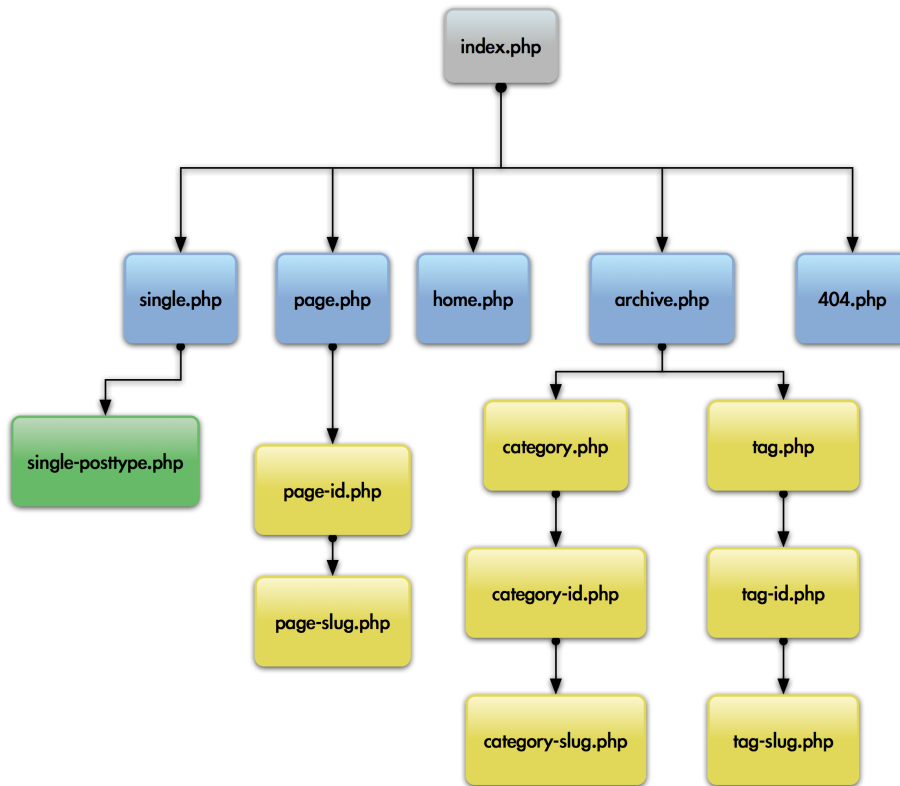 index.php
single.php
page.php
home.php
archive.php
404.php
single-posttype.php
category.php
tag.php
page-id.php
category-id.php
tag-id.php
page-slug.php
category-slug.php
tag-slug.php